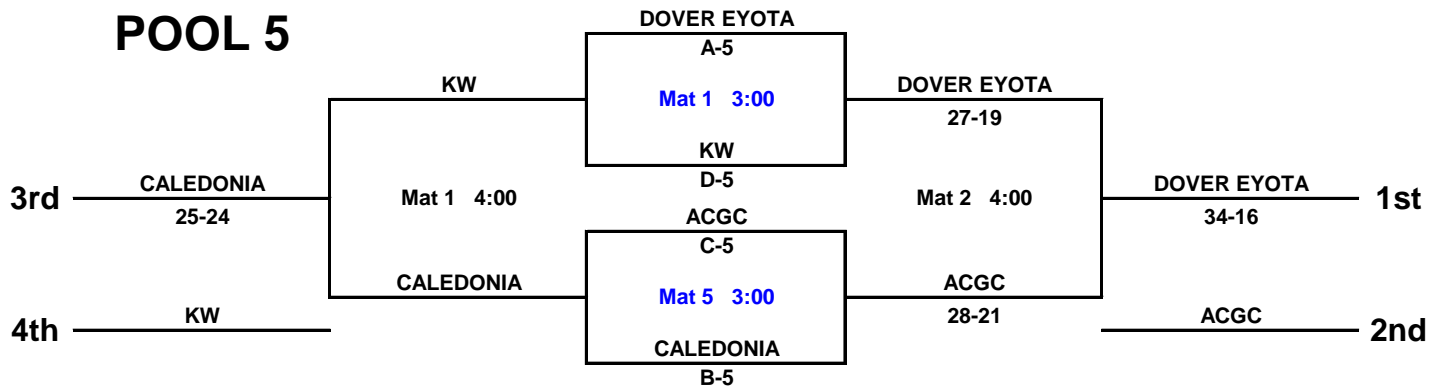 POOL 5
DOVER EYOTA
A-5
KW
Mat 1 3:00
DOVER EYOTA
27-19
KW
D-5
3rd
CALEDONIA
25-24
Mat 1 4:00
Mat 2 4:00
DOVER EYOTA
34-16
1st
ACGC
C-5
CALEDONIA
Mat 5 3:00
ACGC
28-21
4th
KW
ACGC
2nd
CALEDONIA
B-5